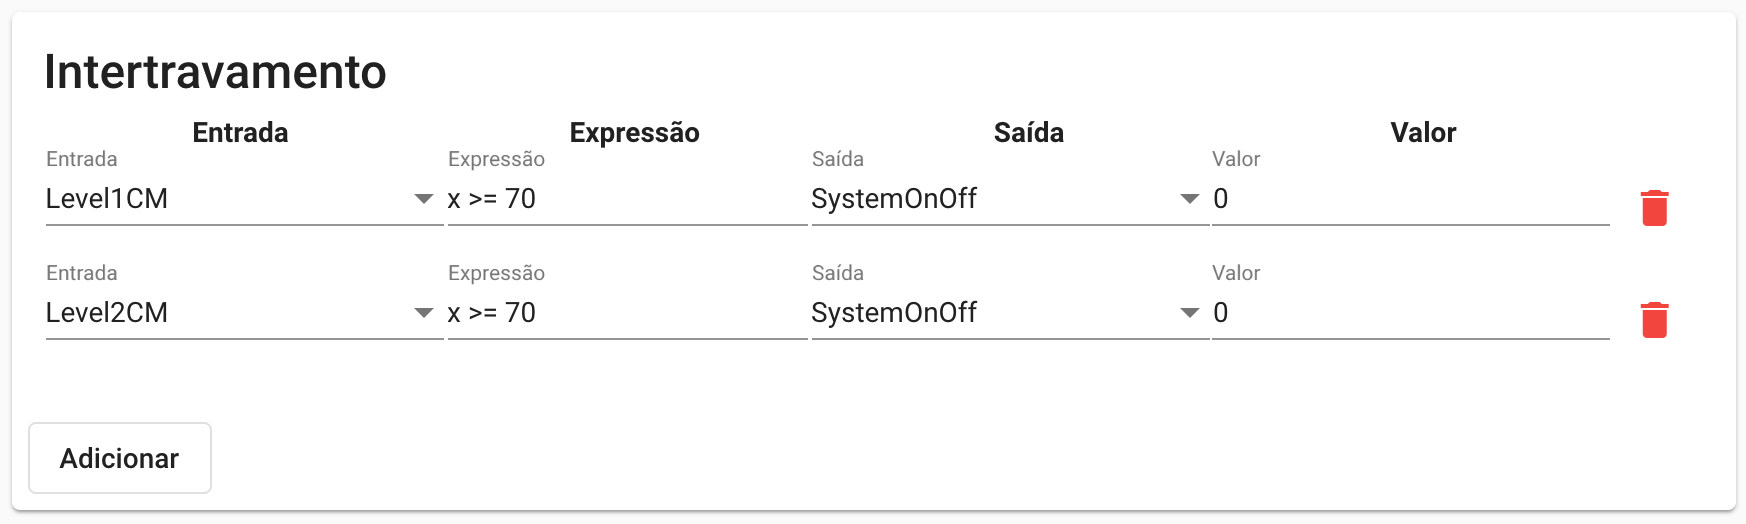 Intertravamento
Entrada Expressão Saída Valor
Entrada Expressão Saída Valor
Level1CM x >= 70 SystemOnOff 0
Entrada Expressão Saída Valor
Level2CM x >= 70 SystemOnOff 0
Adicionar